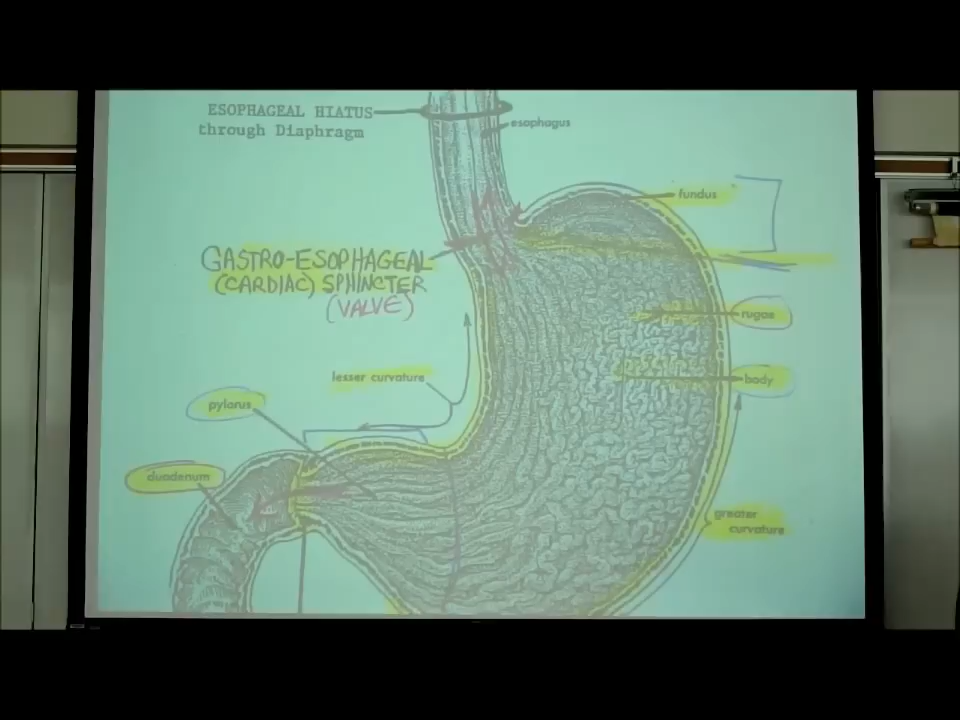 ESOPHAGEAL HIATUS
through Diaphragm
esophagus
fundus
GASTRO-ESOPHAGEAL
(CARDIAC) SPHINCTER
(VALVE)
rugae
lesser curvature
body
pylorus
duodenum
greater
curvature